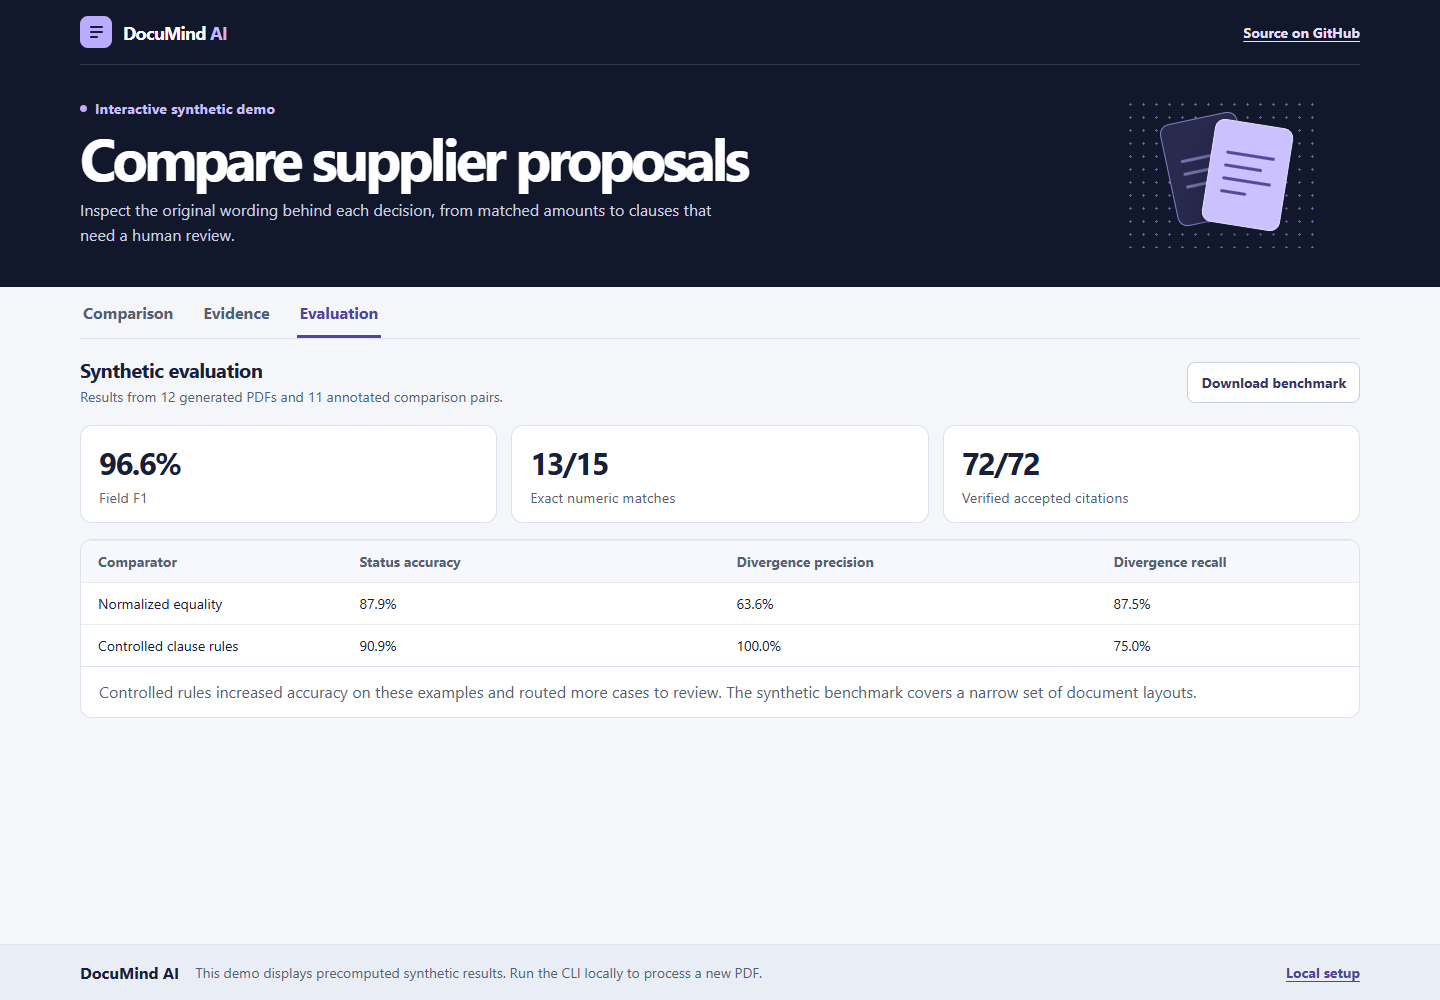 DocuMind AI
Source on GitHub
Interactive synthetic demo
Compare supplier proposals
Inspect the original wording behind each decision, from matched amounts to clauses that
need a human review.
Comparison Evidence Evaluation
Synthetic evaluation
Results from 12 generated PDFs and 11 annotated comparison pairs.
Download benchmark
96.6%
Field F1
13/15
Exact numeric matches
72/72
Verified accepted citations
Comparator Status accuracy Divergence precision Divergence recall
Normalized equality 87.9% 63.6% 87.5%
Controlled clause rules 90.9% 100.0% 75.0%
Controlled rules increased accuracy on these examples and routed more cases to review. The synthetic benchmark covers a narrow set of document layouts.
DocuMind AI This demo displays precomputed synthetic results. Run the CLI locally to process a new PDF.
Local setup